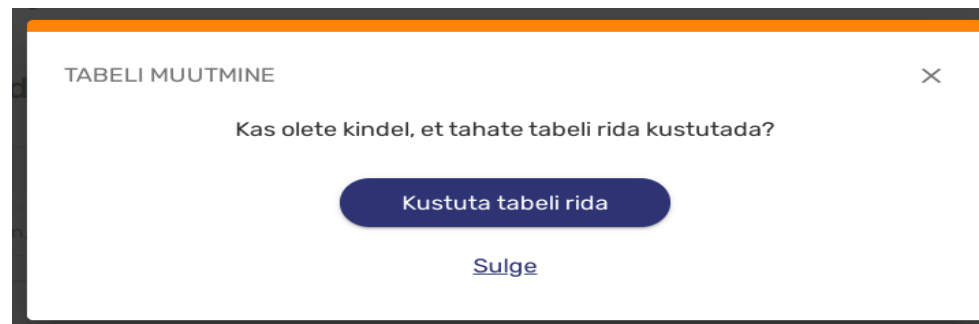 TABELI MUUTMINE
Kas olete kindel, et tahate tabeli rida kustutada?
Kustuta tabeli rida
Sulge